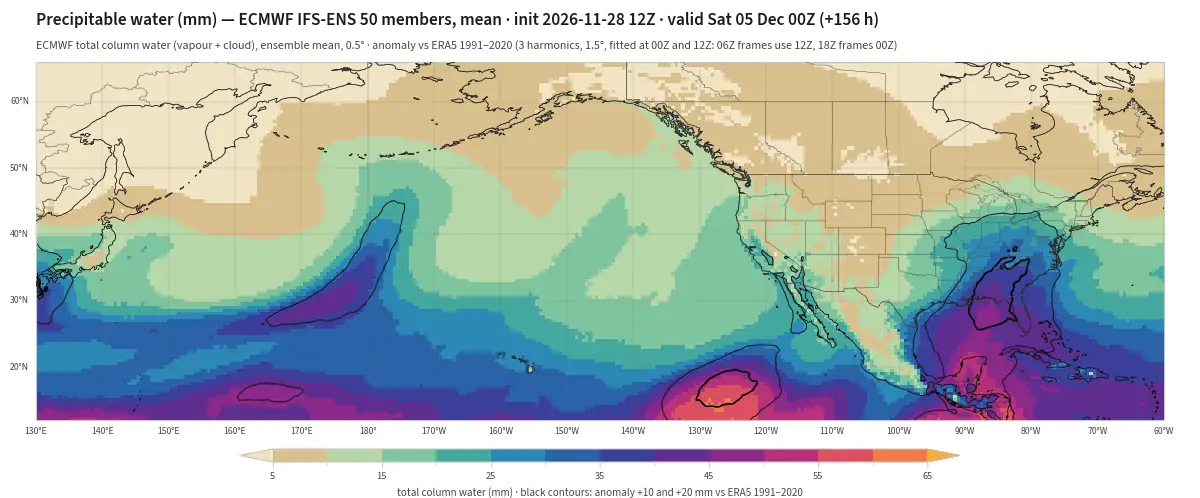 Precipitable water (mm) — ECMWF IFS-ENS 50 members, mean · init 2026-11-28 12Z · valid Sat 05 Dec 00Z (+156 h)
ECMWF total column water (vapour + cloud), ensemble mean, 0.5° · anomaly vs ERA5 1991–2020 (3 harmonics, 1.5°, fitted at 00Z and 12Z: 06Z frames use 12Z, 18Z frames 00Z)
60°N
50°N
40°N
30°N
20°N
130°E 140°E 150°E 160°E 170°E 180° 170°W 160°W 150°W 140°W 130°W 120°W 110°W 100°W 90°W 80°W 70°W 60°W
5 15 25 35 45 55 65
total column water (mm) · black contours: anomaly +10 and +20 mm vs ERA5 1991–2020